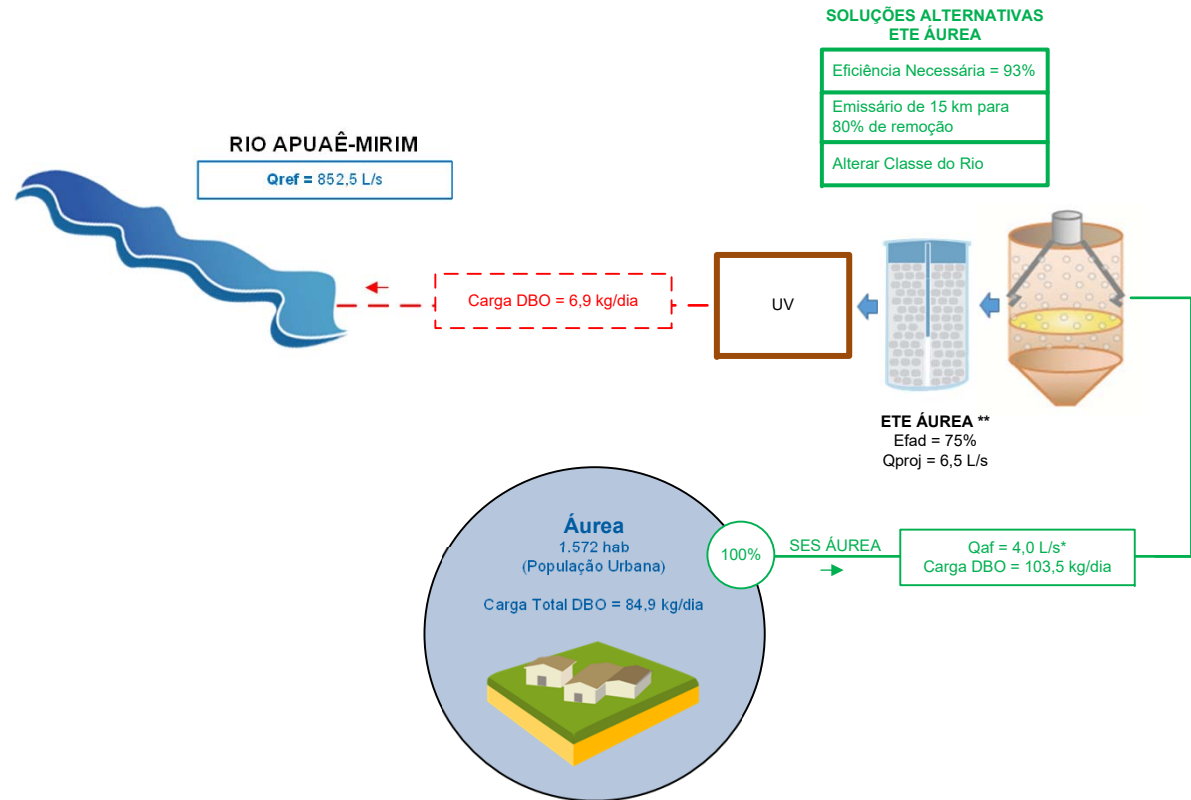 SOLUÇÕES ALTERNATIVAS
ETE ÁUREA
Eficiência Necessária = 93%
Emissário de 15 km para
80% de remoção
Alterar Classe do Rio
RIO APUAÊ-MIRIM
Qref = 852,5 L/s
Carga DBO = 6,9 kg/dia
UV
ETE ÁUREA **
Efad = 75%
Qproj = 6,5 L/s
Áurea
1.572 hab
(População Urbana)
Carga Total DBO = 84,9 kg/dia
100%
SES ÁUREA
Qaf = 4,0 L/s*
Carga DBO = 103,5 kg/dia